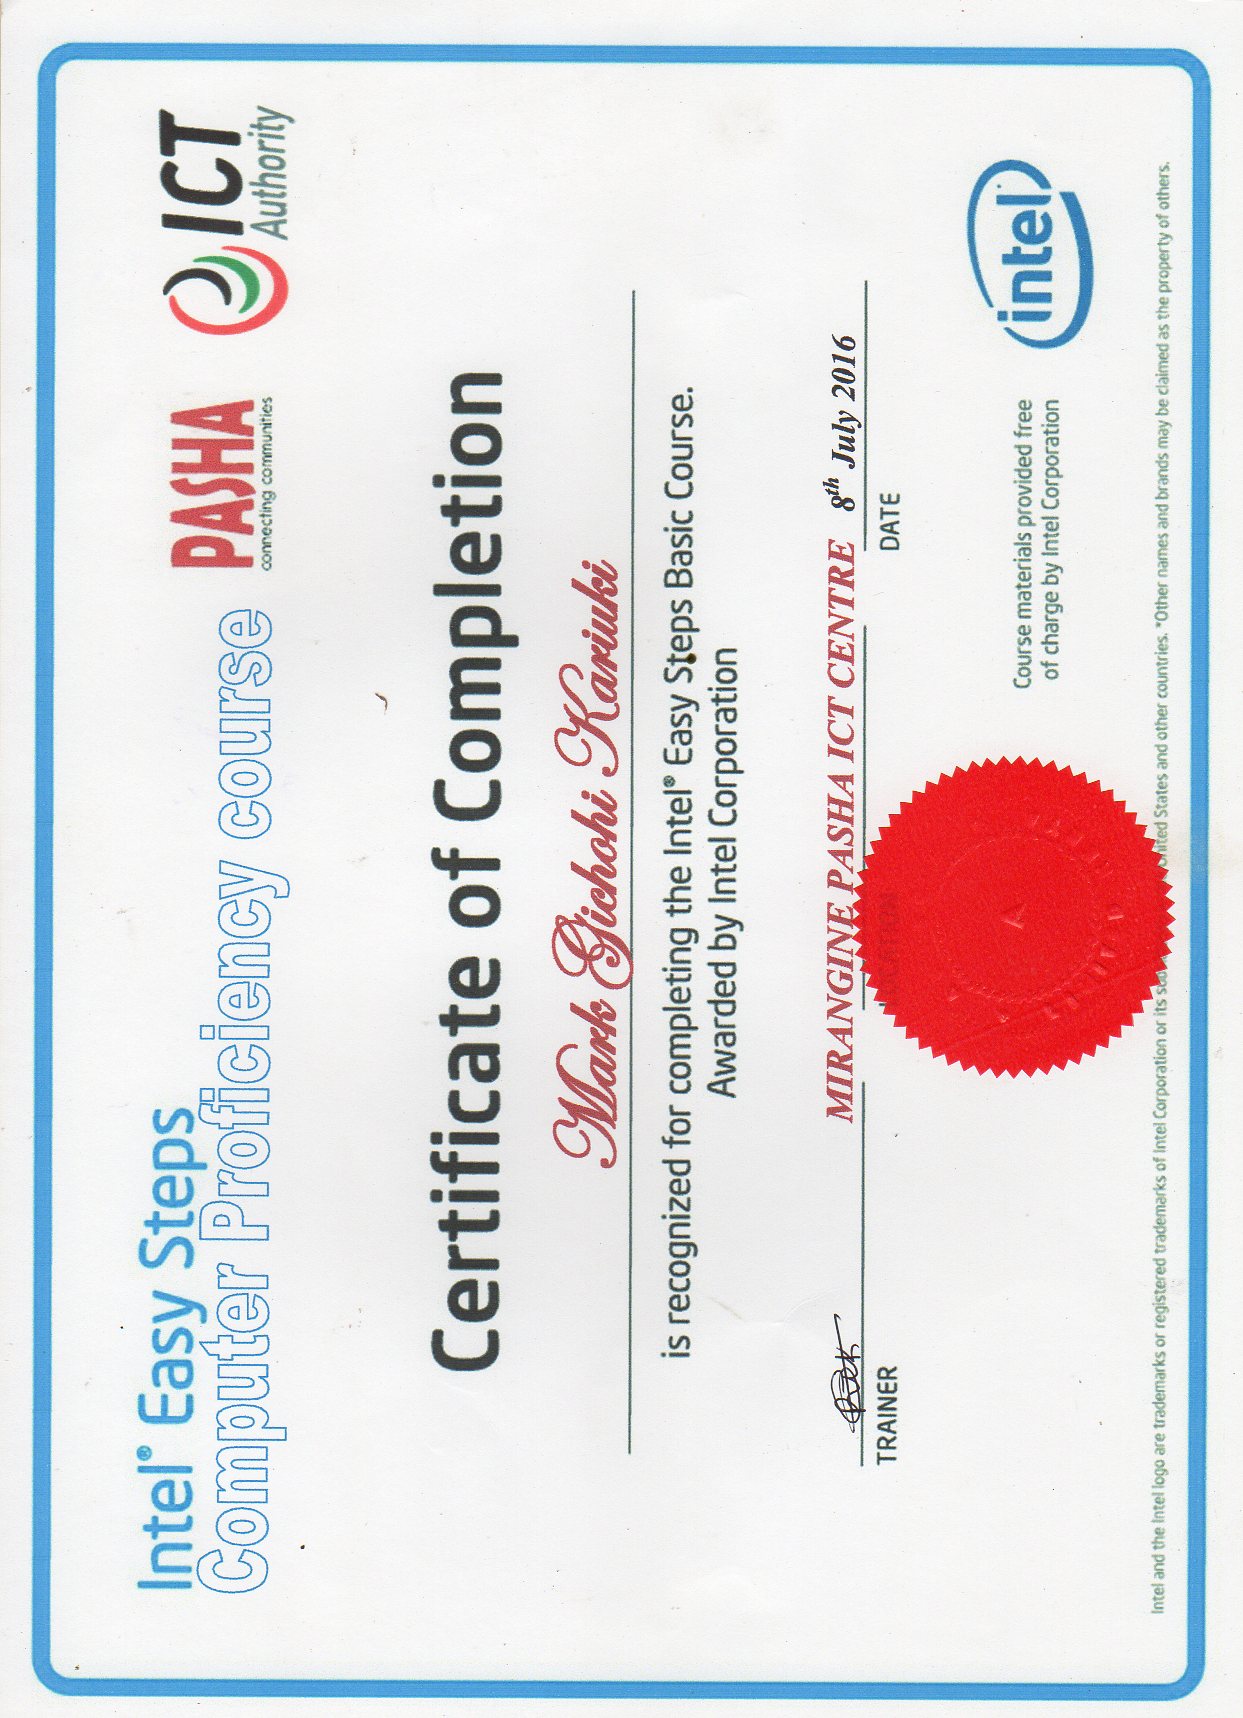 Intel® Easy Steps
Computer Proficiency course
PASHA
connecting communities
ICT
Authority
Certificate of Completion
Mark Gichohi Kariuki
is recognized for completing the Intel® Easy Steps Basic Course.
Awarded by Intel Corporation
MIRANGINE PASHA ICT CENTRE 8th July 2016
TRAINER
DATE
Course materials provided free
of charge by Intel Corporation
intel
Intel and the Intel logo are trademarks or registered trademarks of Intel Corporation or its United States and other countries. *Other names and brands may be claimed as the property of others.